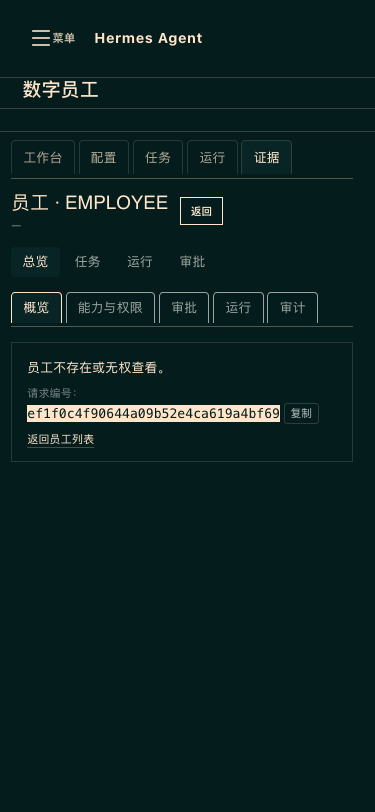 菜单 Hermes Agent
数字员工
工作台 配置 任务 运行 证据
员工 · EMPLOYEE 返回
—
总览 任务 运行 审批
概览 能力与权限 审批 运行 审计
员工不存在或无权查看。
请求编号:
ef1f0c4f90644a09b52e4ca619a4bf69 复制
返回员工列表